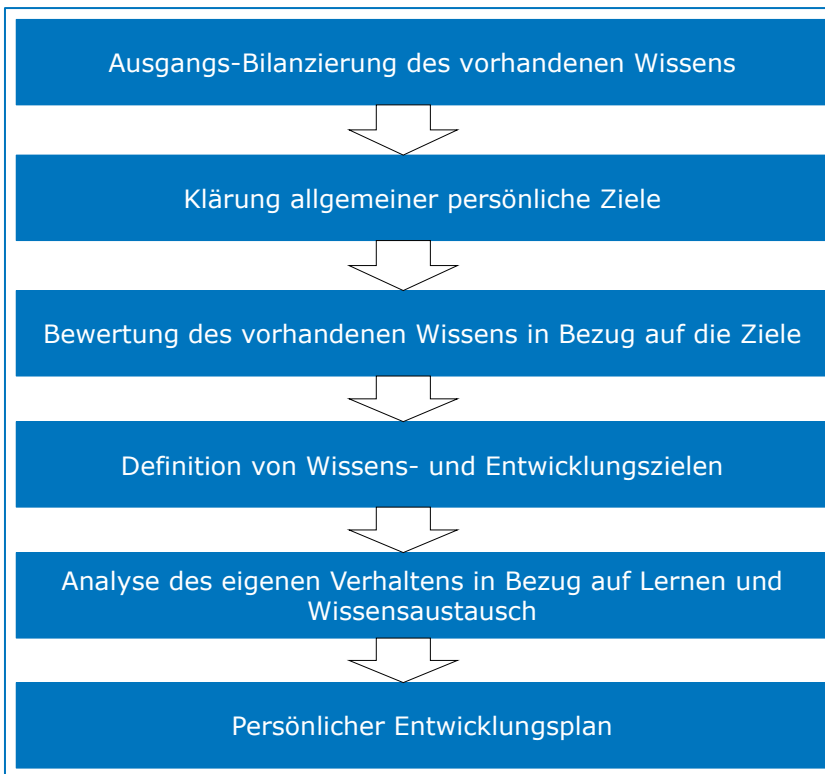 Ausgangs-Bilanzierung des vorhandenen Wissens
Klärung allgemeiner persönliche Ziele
Bewertung des vorhandenen Wissens in Bezug auf die Ziele
Definition von Wissens- und Entwicklungszielen
Analyse des eigenen Verhaltens in Bezug auf Lernen und
Wissensaustausch
Persönlicher Entwicklungsplan